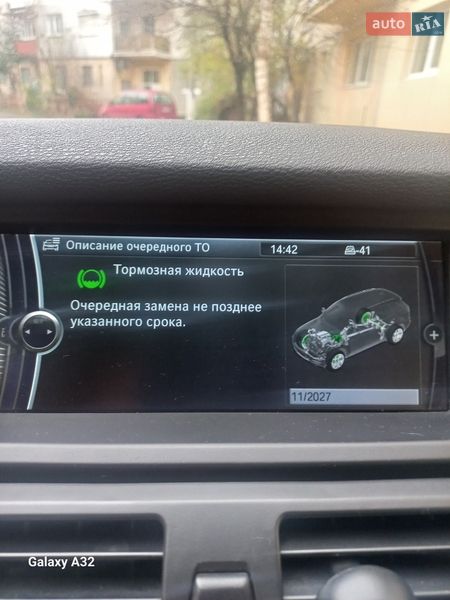 auto RIA
Описание очередного ТО 14:42 -41
Тормозная жидкость
Очередная замена не позднее
указанного срока.
11/2027
Galaxy A32